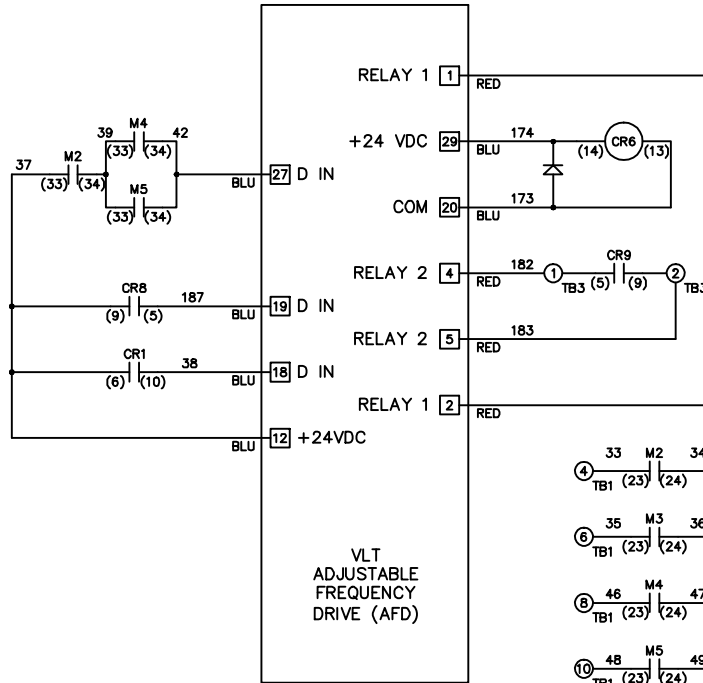 RELAY 1 1
RED
39 M4 42
(33) (34)
+24 VDC 29
174
BLU
(14) CR6 (13)
37 M2
(33) (34)
M5
(33) (34)
BLU
27 D IN
COM 20
173
BLU
RELAY 2 4
182
RED
1
TB3
CR9
(5) (9)
2
TB3
CR8
187
(9) (5)
BLU
19 D IN
RELAY 2 5
183
RED
CR1
38
(6) (10)
BLU
18 D IN
RELAY 1 2
RED
BLU
12 +24VDC
4 33 M2 34
TB1 (23) (24)
6 35 M3 36
TB1 (23) (24)
8 46 M4 47
TB1 (23) (24)
10 48 M5 49
TB1 (23) (24)
VLT
ADJUSTABLE
FREQUENCY
DRIVE (AFD)